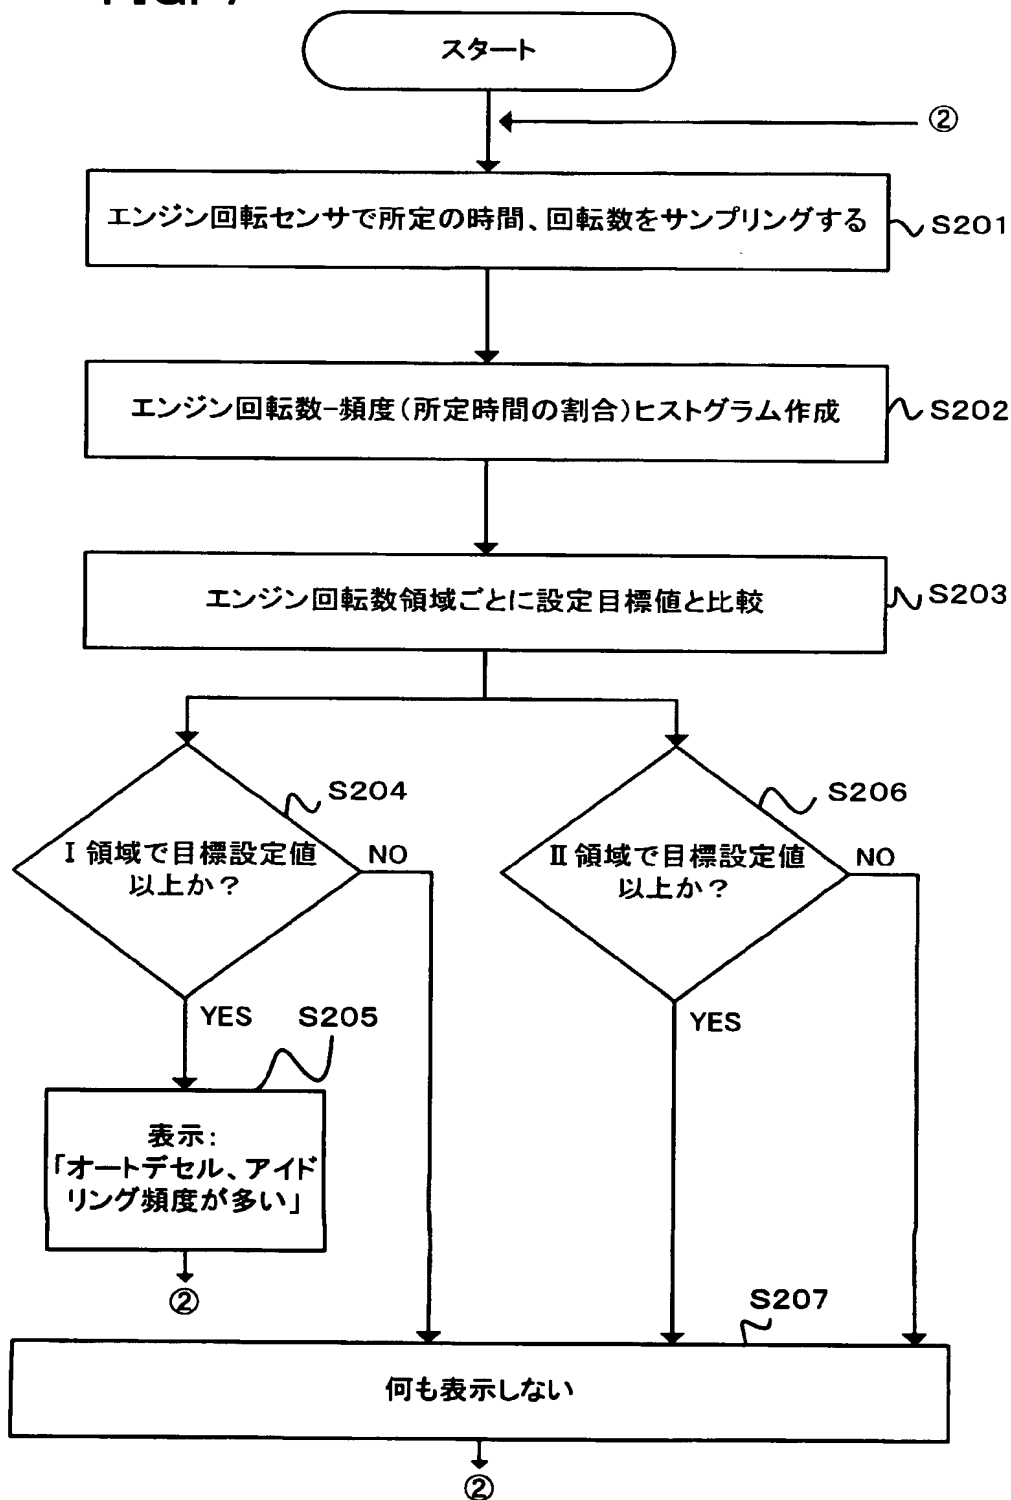 スタート
②
エンジン回転センサで所定の時間、回転数をサンプリングする
S201
エンジン回転数-頻度(所定時間の割合)ヒストグラム作成
S202
エンジン回転数領域ごとに設定目標値と比較
S203
S204
Ⅰ領域で目標設定値
以上か?
NO
S206
Ⅱ領域で目標設定値
以上か?
NO
YES
S205
YES
表示:
「オートデセル、アイド
リング頻度が多い」
②
S207
何も表示しない
②